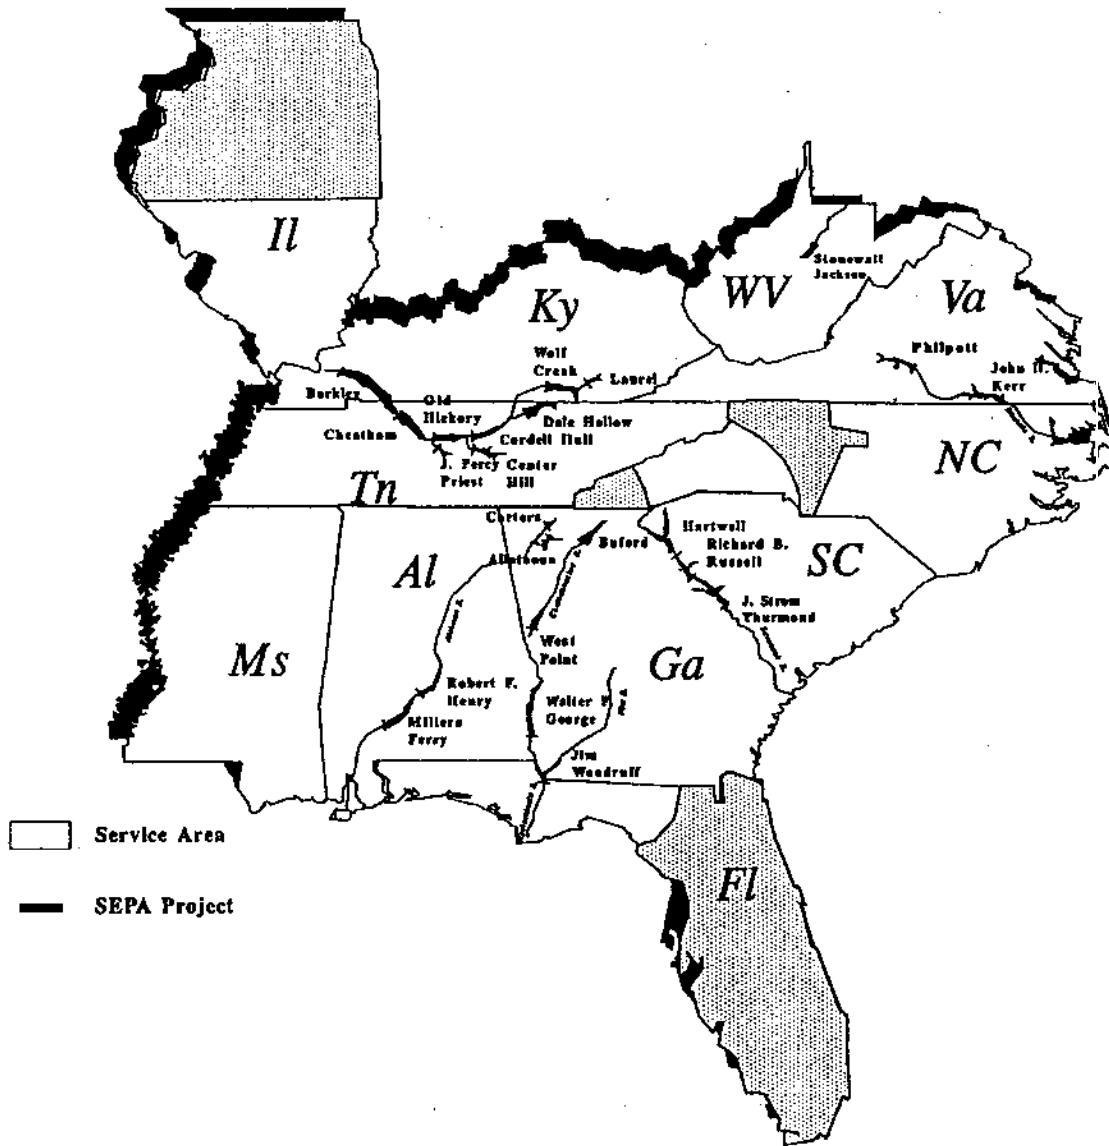 Il
Ky
WV
Va
Stonewall
Jackson
Wolf
Creek
Laurel
Philpott
John H.
Kerr
Barkley
Old
Hickory
Cheatham
Dale Hollow
Cordell Hull
J. Percy
Priest
Center
Hill
Tn
NC
Carters
Allatoona
Buford
Hartwell
Richard B.
Russell
SC
J. Strom
Thurmond
Al
Ms
West
Point
Ga
Robert F.
Henry
Millers
Ferry
Walter F.
George
Jim
Woodruff
Fl
Service Area
SEPA Project